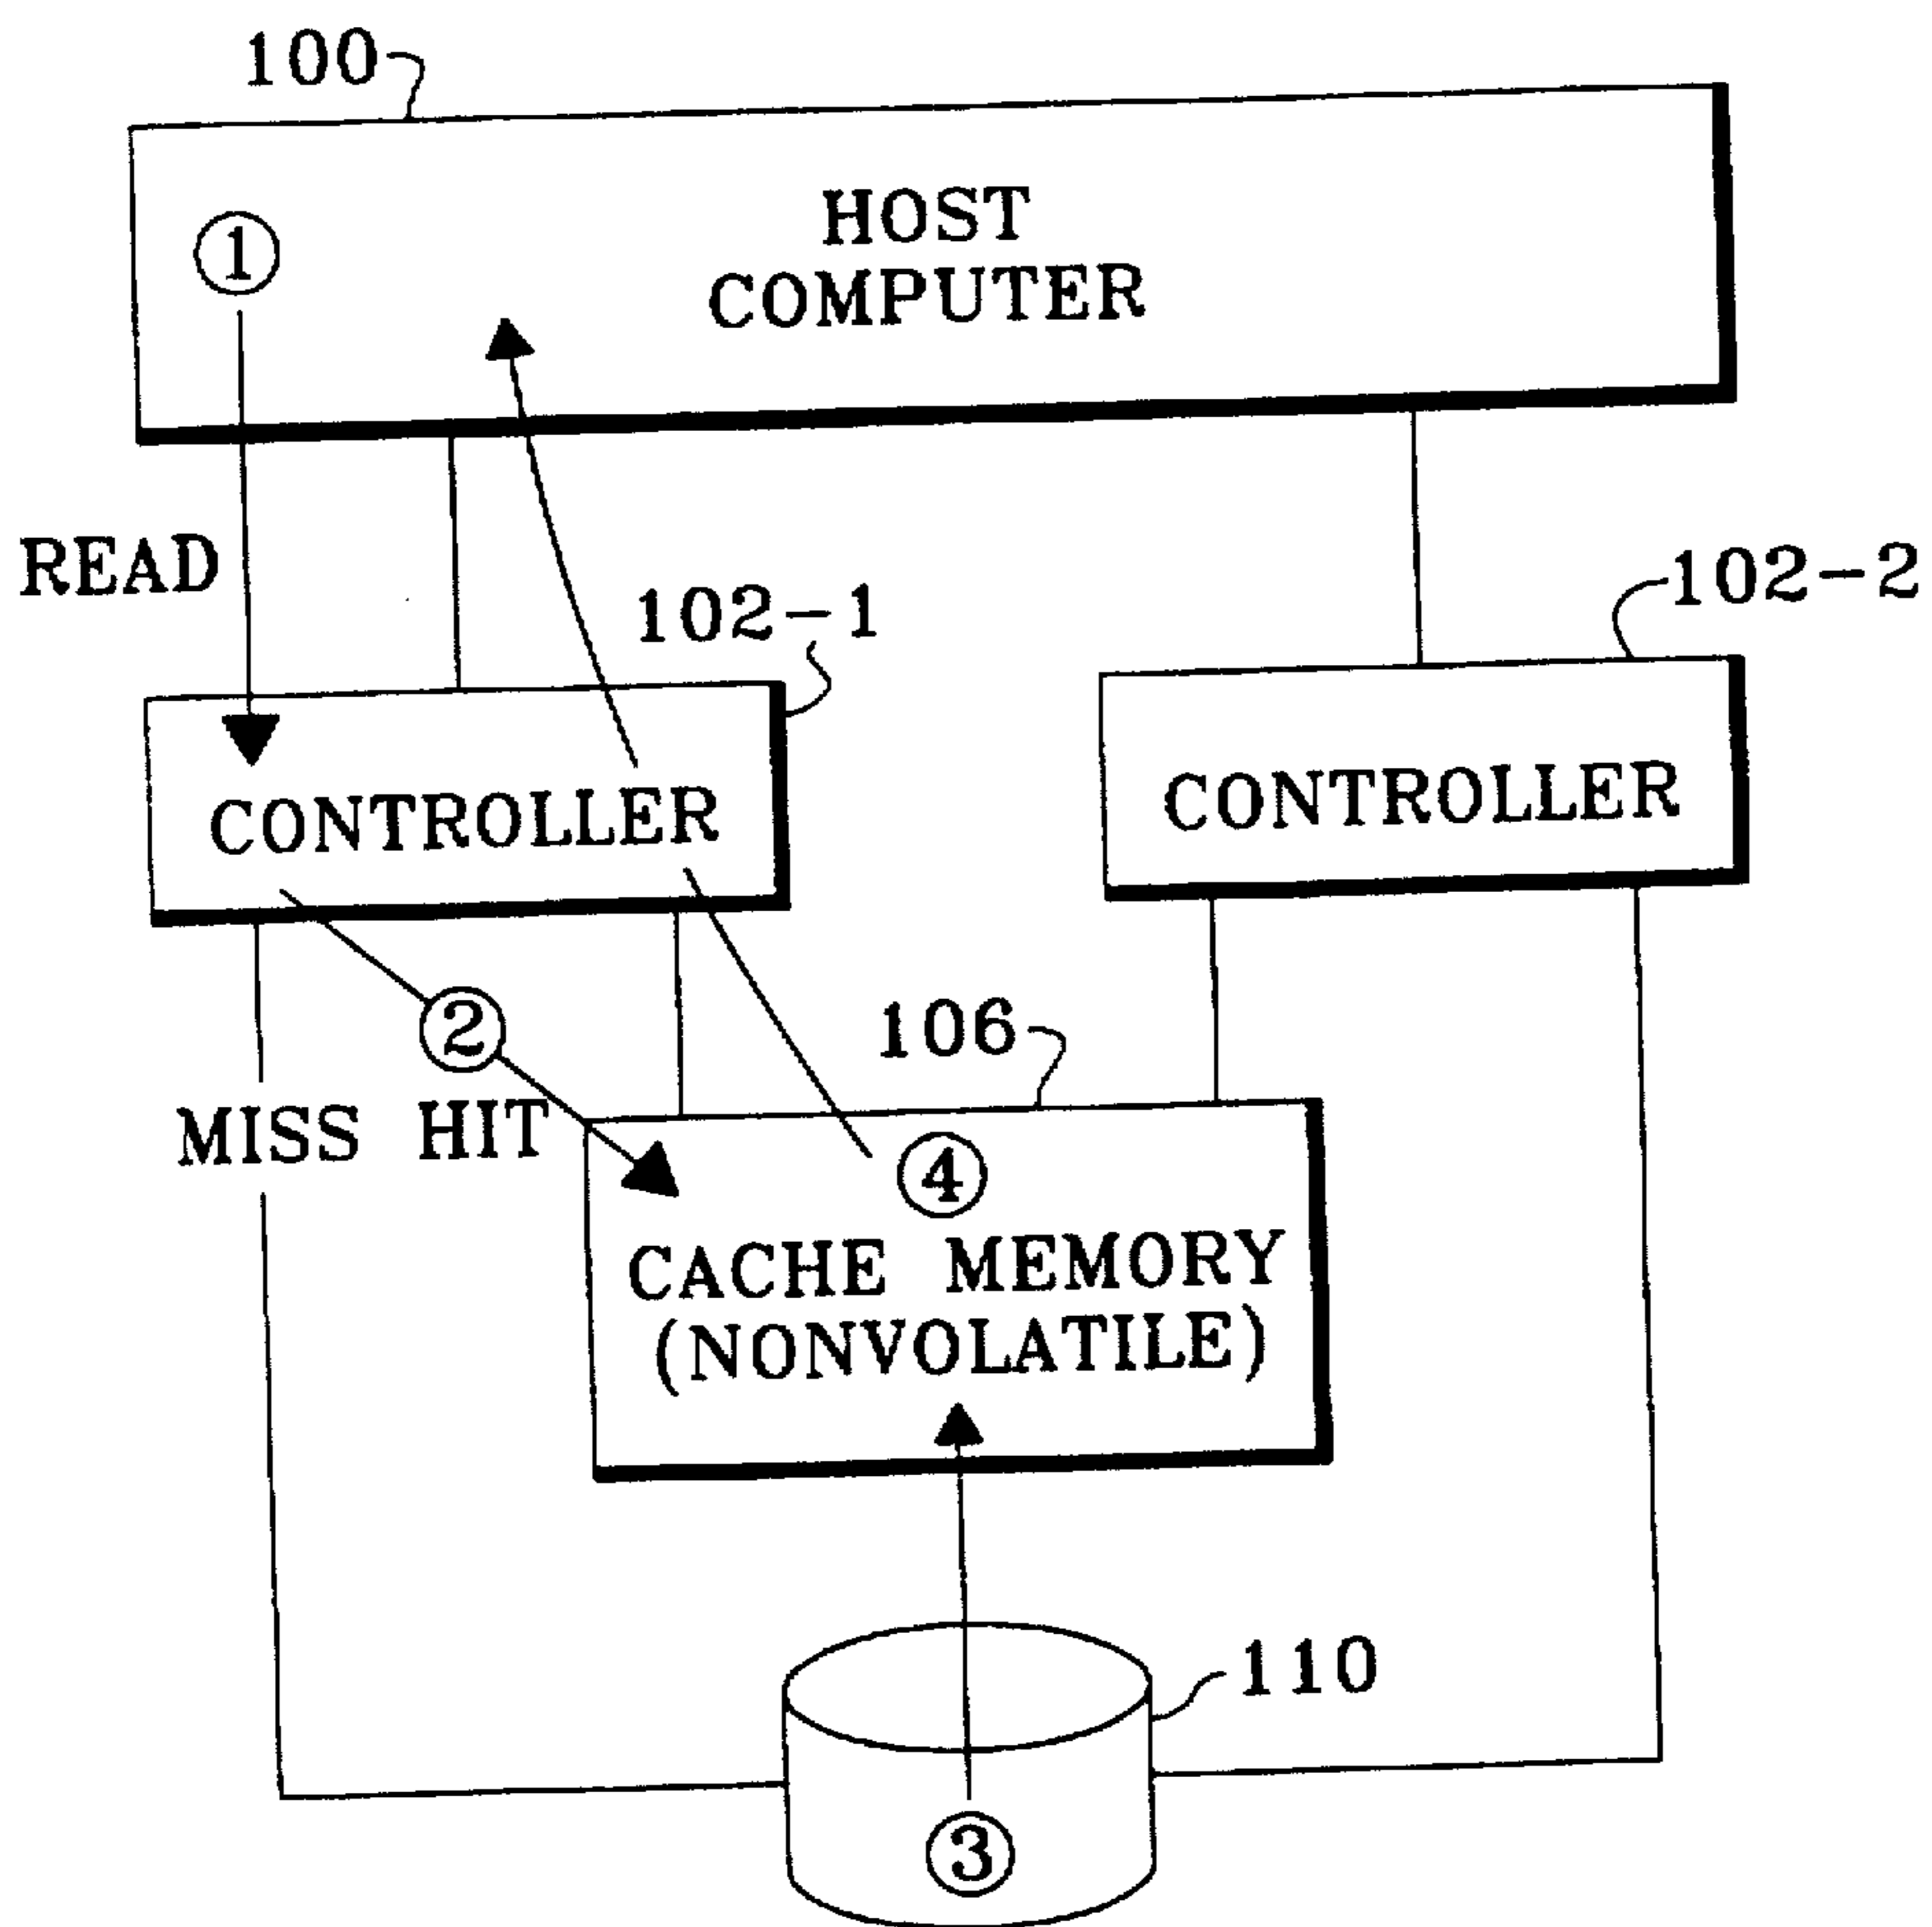 100
①
HOST
COMPUTER
READ
102-1
102-2
CONTROLLER
CONTROLLER
②
106
MISS HIT
④
CACHE MEMORY
(NONVOLATILE)
110
③